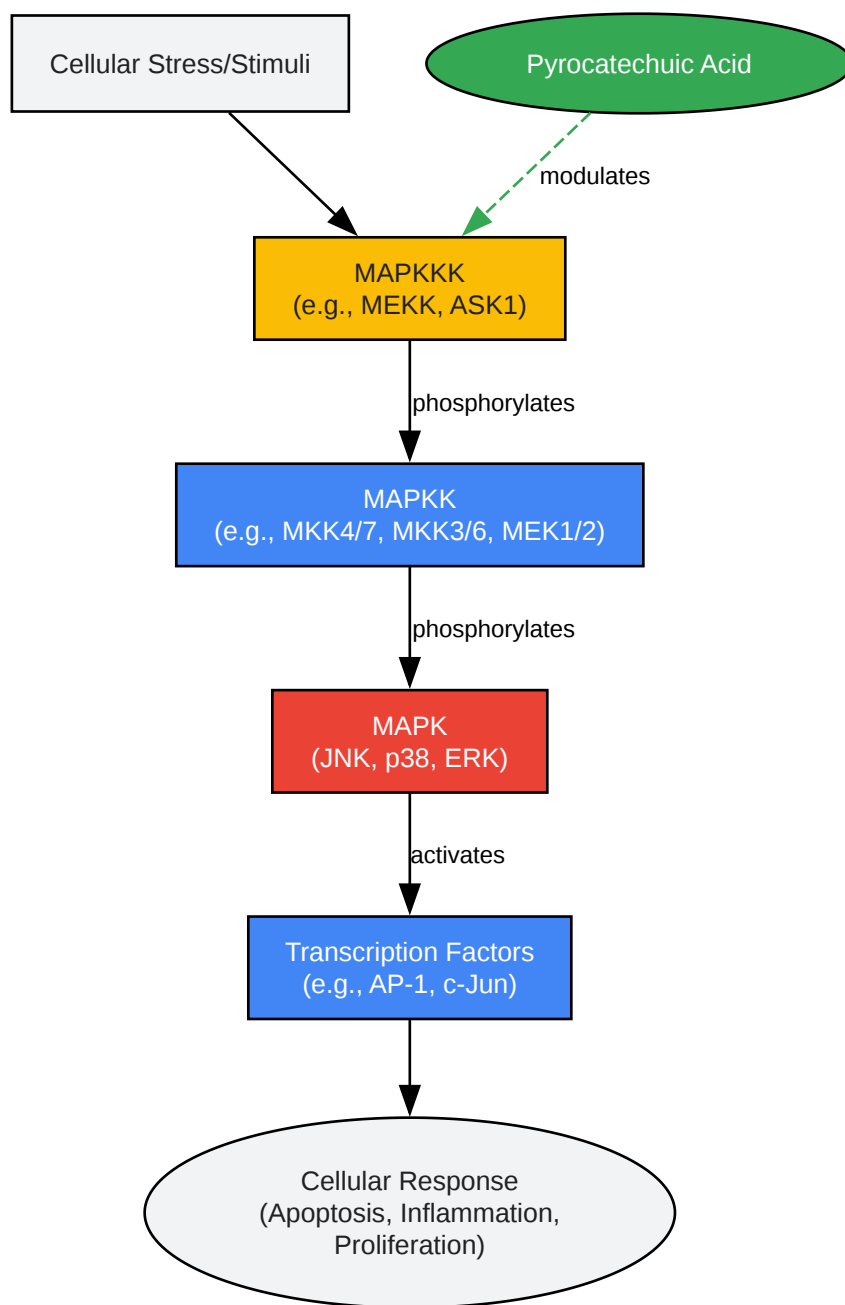 Cellular Stress/Stimuli
Pyrocatechuic Acid
modulates
MAPKKK
(e.g., MEKK, ASK1)
phosphorylates
MAPKK
(e.g., MKK4/7, MKK3/6, MEK1/2)
phosphorylates
MAPK
(JNK, p38, ERK)
activates
Transcription Factors
(e.g., AP-1, c-Jun)
Cellular Response
(Apoptosis, Inflammation,
Proliferation)